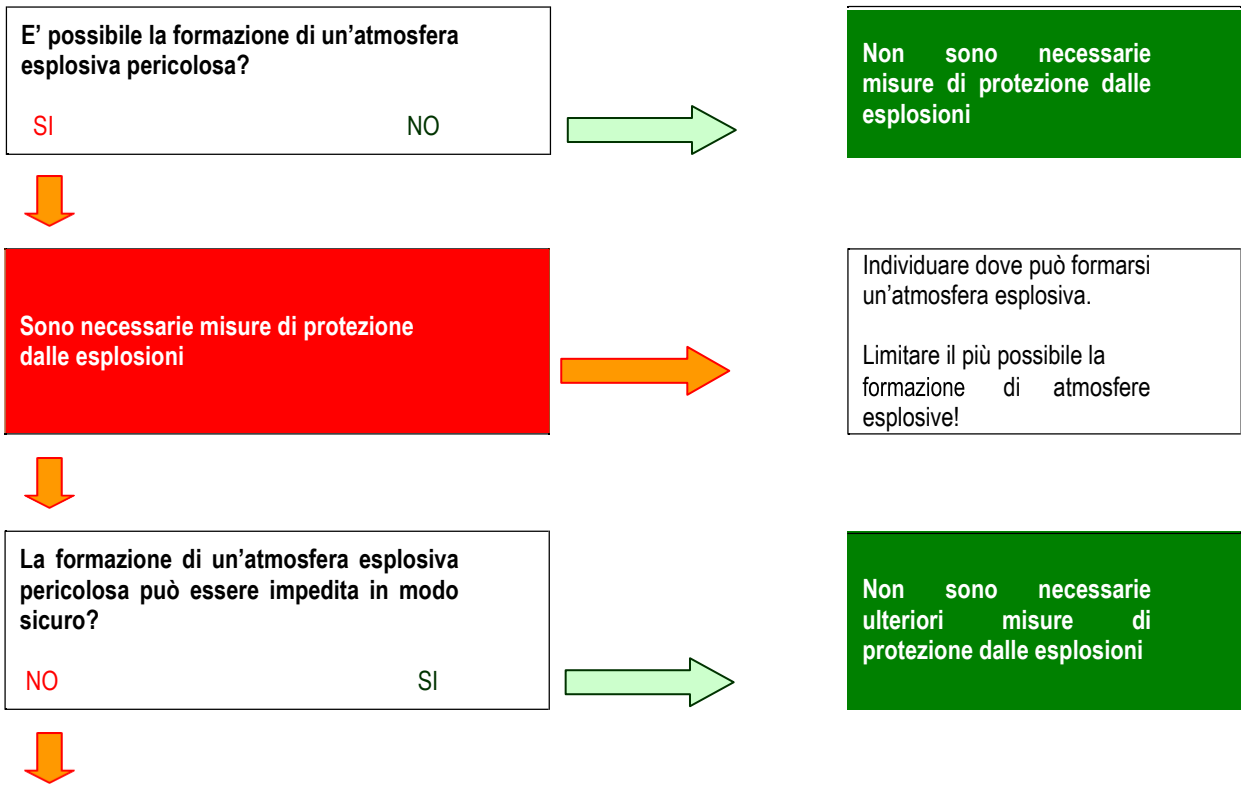 E’ possibile la formazione di un’atmosfera
esplosiva pericolosa?
SI NO
Non sono necessarie
misure di protezione dalle
esplosioni
Sono necessarie misure di protezione
dalle esplosioni
Individuare dove può formarsi
un’atmosfera esplosiva.
Limitare il più possibile la
formazione di atmosfere
esplosive!
La formazione di un’atmosfera esplosiva
pericolosa può essere impedita in modo
sicuro?
NO SI
Non sono necessarie
ulteriori misure di
protezione dalle esplosioni